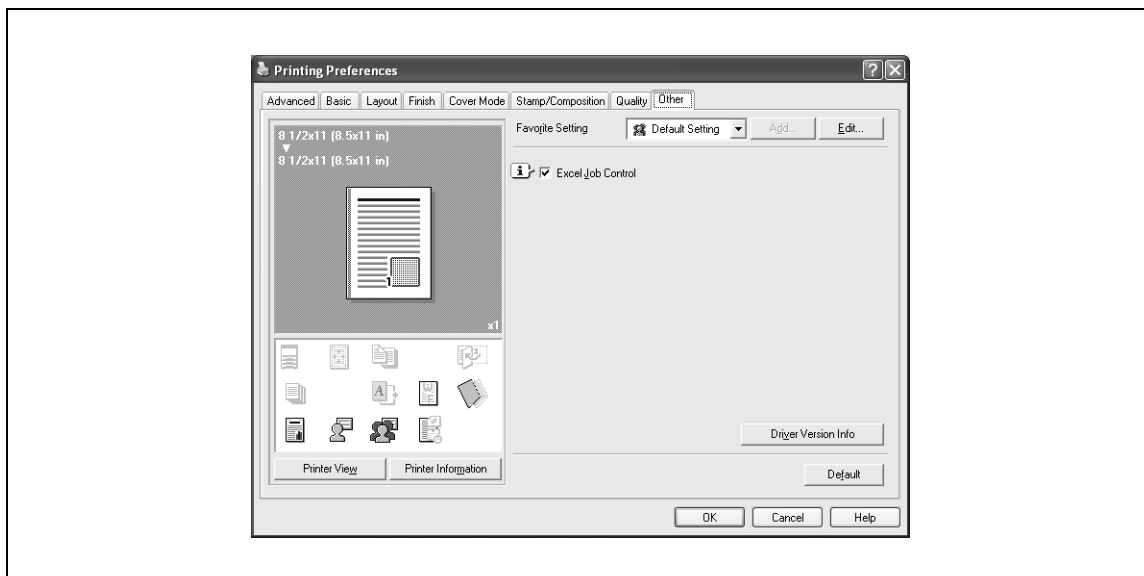 Printing Preferences
Advanced Basic Layout Finish Cover Mode Stamp/Composition Quality Other
8 1/2x11 (8.5x11 in)
8 1/2x11 (8.5x11 in)
1
x1
Printer View Printer Information
Favorite Setting Default Setting Add... Edit...
Excel Job Control
Driver Version Info
Default
OK Cancel Help